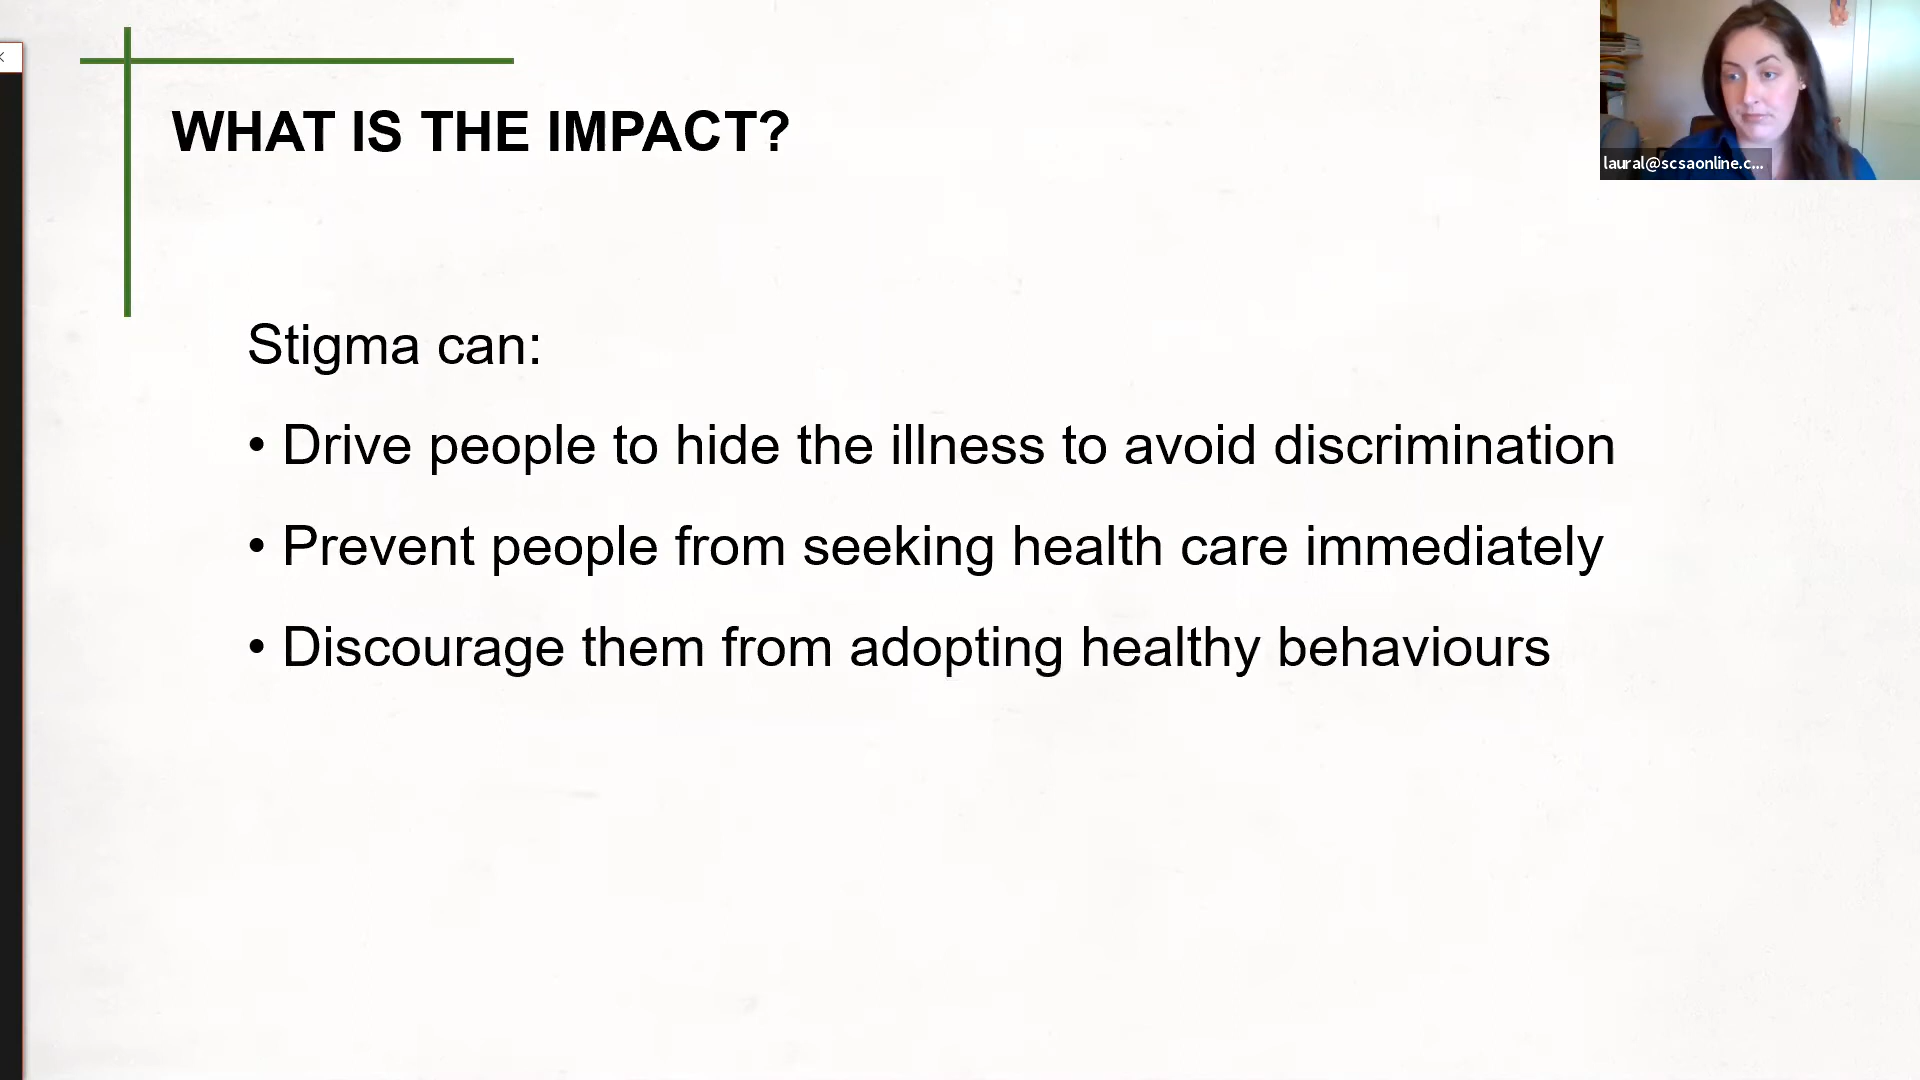 WHAT IS THE IMPACT?
laural@scsaonline.c...
Stigma can:
• Drive people to hide the illness to avoid discrimination
• Prevent people from seeking health care immediately
• Discourage them from adopting healthy behaviours